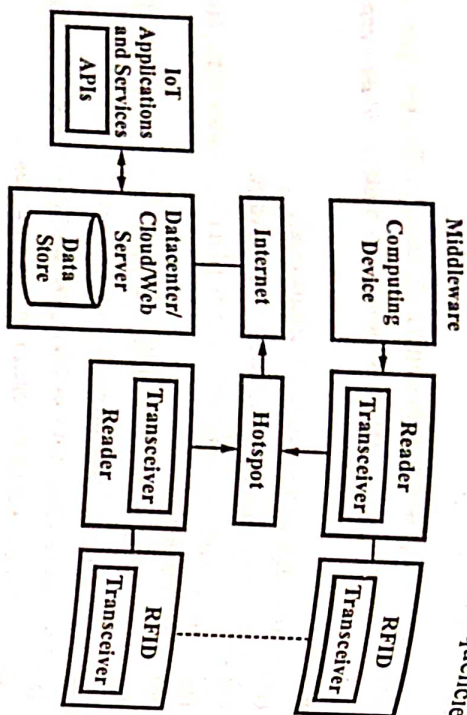 quencie
Middleware
Computing
Device
Reader
Transceiver
RFID
Transceiver
Internet
Hotspot
IoT
Applications
and Services
APIs
Datacenter/
Cloud/Web
Server
Data
Store
Transceiver
Reader
RFID
Transceiver